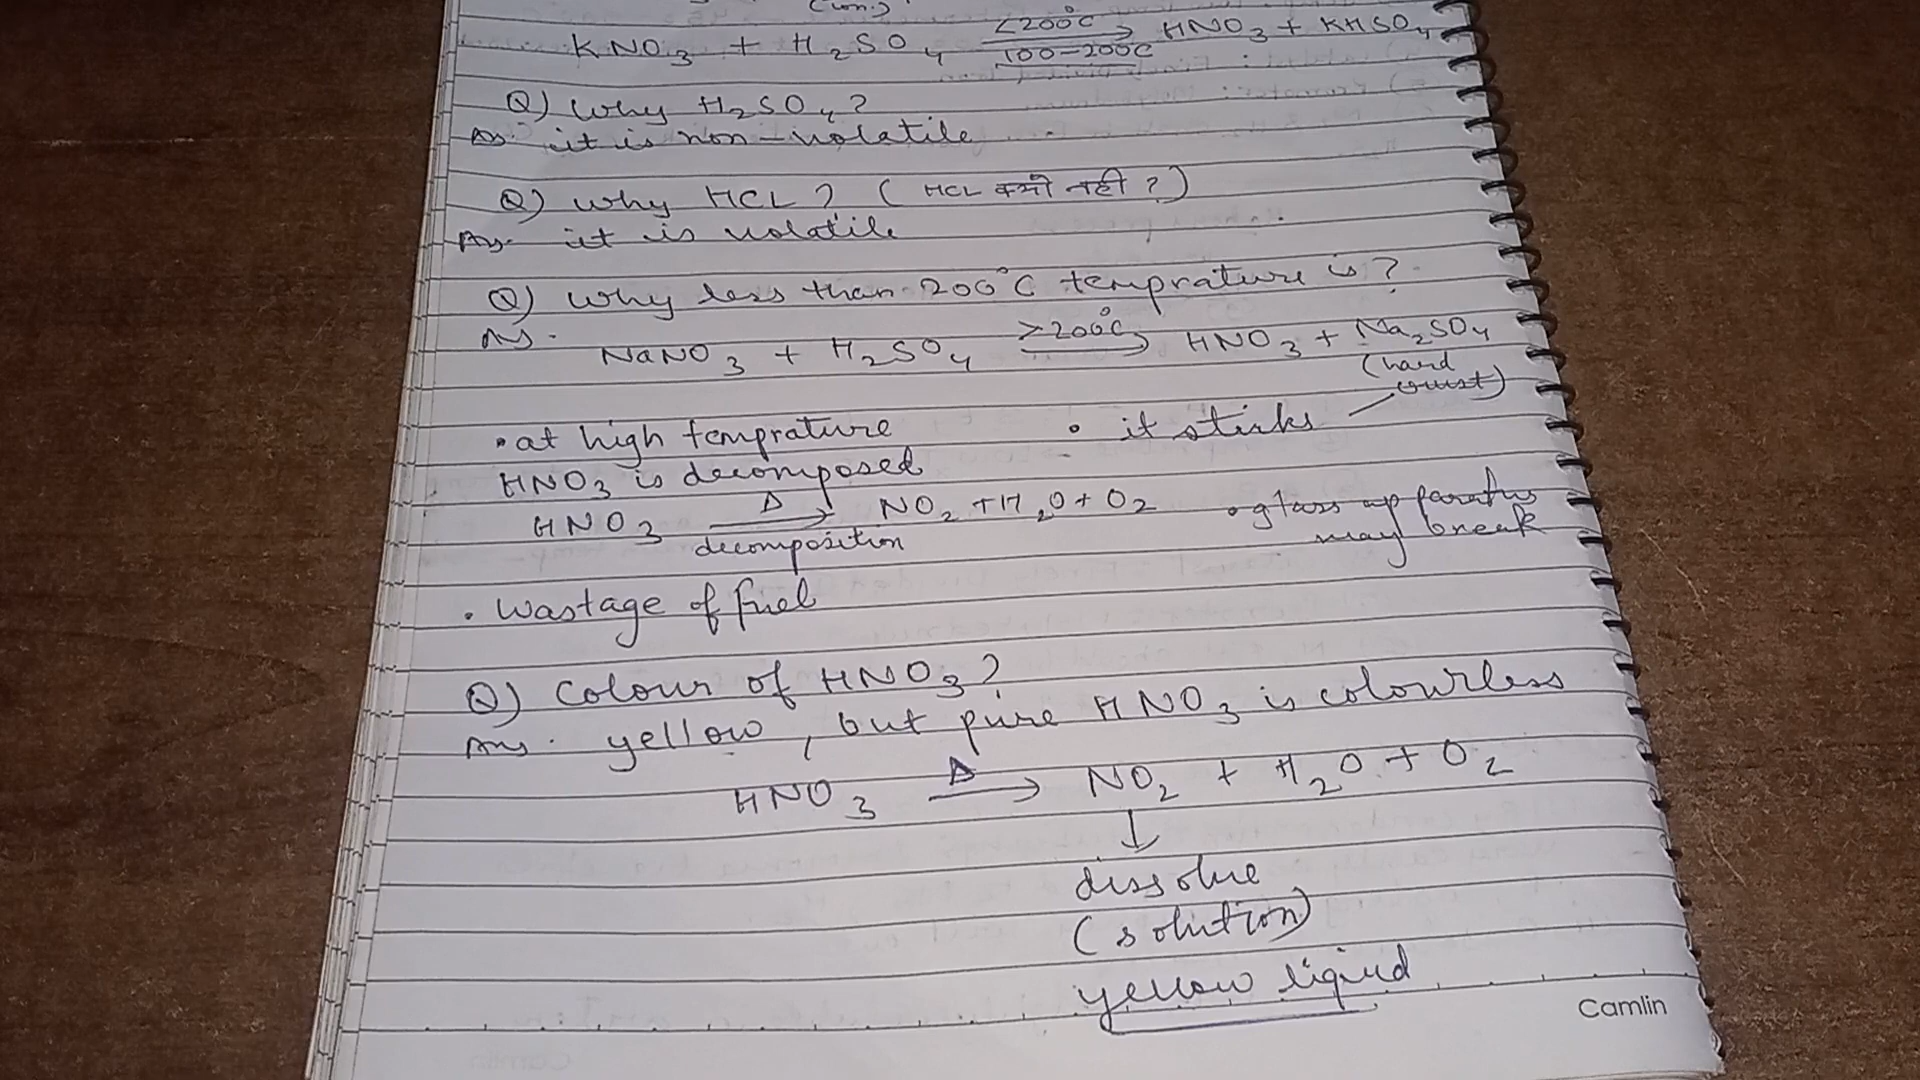 (con.)
KNO3 + H2SO4 <200°C → 100-200°C HNO3 + KHSO4
Q) Why H2SO4?
Ans. it is non-volatile
Q) why HCL? (HCL क्यों नही ?)
Ans. it is volatile
Q) Why less than 200°C temprature is?
Ans. NaNO3 + H2SO4 >200°C → HNO3 + Na2SO4
(hard
crust)
• at high temprature
HNO3 is decomposed
HNO3 Δ → decomposition NO2 + H2O + O2
• it sticks
• glass apparatus
may break
• Wastage of fuel
Q) Colour of HNO3?
Ans. yellow, but pure HNO3 is colourless
HNO3 Δ → NO2 + H2O + O2
↓
dissolve
(solution)
yellow liquid
Camlin